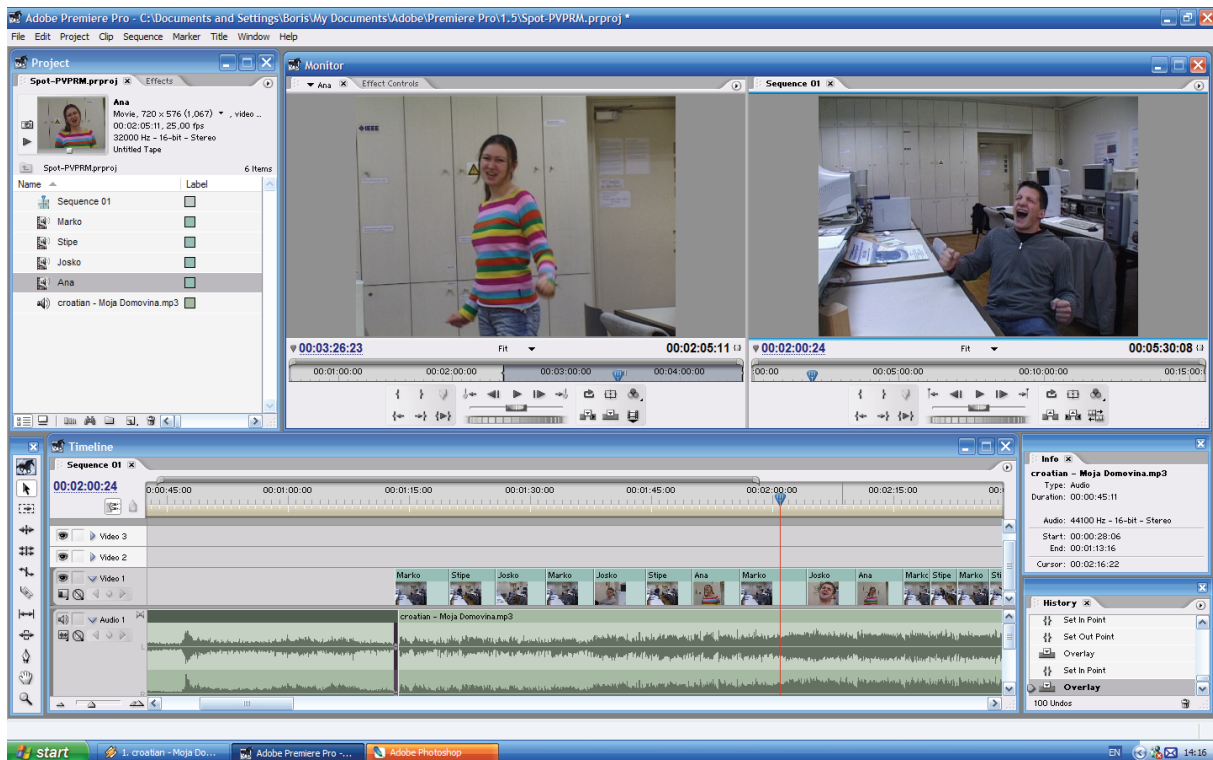 Adobe Premiere Pro - C:\Documents and Settings\Boris\My Documents\Adobe\Premiere Pro\1.5\Spot-PVPRM.prproj *
File Edit Project Clip Sequence Marker Title Window Help
Project
Spot-PVPRM.prproj Effects
Ana
Movie, 720 x 576 (1,067) , video ..
00:02:05:11, 25,00 fps
32000 Hz - 16-bit - Stereo
Untitled Tape
Spot-PVPRM.prproj 6 Items
Name Label
Sequence 01
Marko
Stipe
Josko
Ana
croatian - Moja Domovina.mp3
Monitor
Ana Effect Controls
IEEE
00:03:26:23 Fit 00:02:05:11
00:01:00:00 00:02:00:00 00:03:00:00 00:04:00:00
Sequence 01
00:02:00:24 Fit 00:05:30:08
:00:00 00:05:00:00 00:10:00:00 00:15:00:
Timeline
Sequence 01
00:02:00:24
0:00:45:00 00:01:00:00 00:01:15:00 00:01:30:00 00:01:45:00 00:02:00:00 00:02:15:00 00:
Video 3
Video 2
Video 1
Marko Stipe Josko Marko Josko Stipe Ana Marko Josko Ana Markc Stipe Marko Sti
Audio 1
croatian - Moja Domovina.mp3
L
R
Info
croatian - Moja Domovina.mp3
Type: Audio
Duration: 00:00:45:11
Audio: 44100 Hz - 16-bit - Stereo
Start: 00:00:28:06
End: 00:01:13:16
Cursor: 00:02:16:22
History
Set In Point
Set Out Point
Overlay
Set In Point
Overlay
100 Undos
start 1. croatian - Moja Do... Adobe Premiere Pro -... Adobe Photoshop EN 14:16